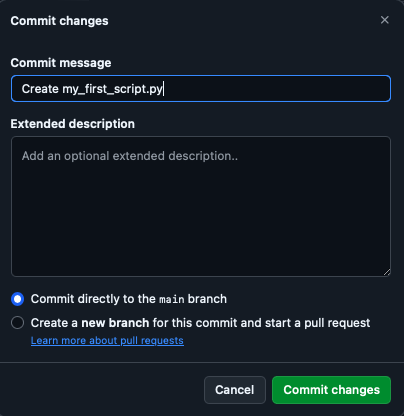 Commit changes
Commit message
Create my_first_script.py
Extended description
Add an optional extended description..
Commit directly to the main branch
Create a new branch for this commit and start a pull request
Learn more about pull requests
Cancel
Commit changes